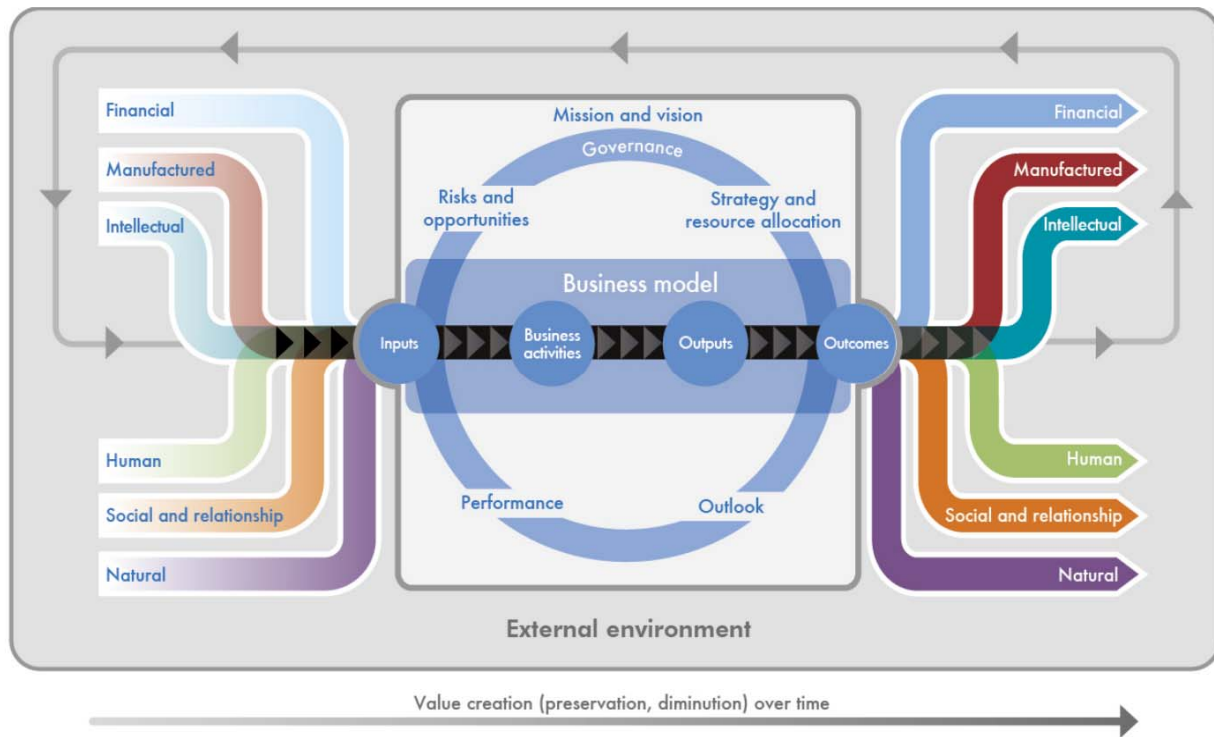 Financial
Manufactured
Intellectual
Human
Social and relationship
Natural
Mission and vision
Governance
Risks and
opportunities
Strategy and
resource allocation
Business model
Inputs
Business
activities
Outputs
Outcomes
Performance
Outlook
Financial
Manufactured
Intellectual
Human
Social and relationship
Natural
External environment
Value creation (preservation, diminution) over time